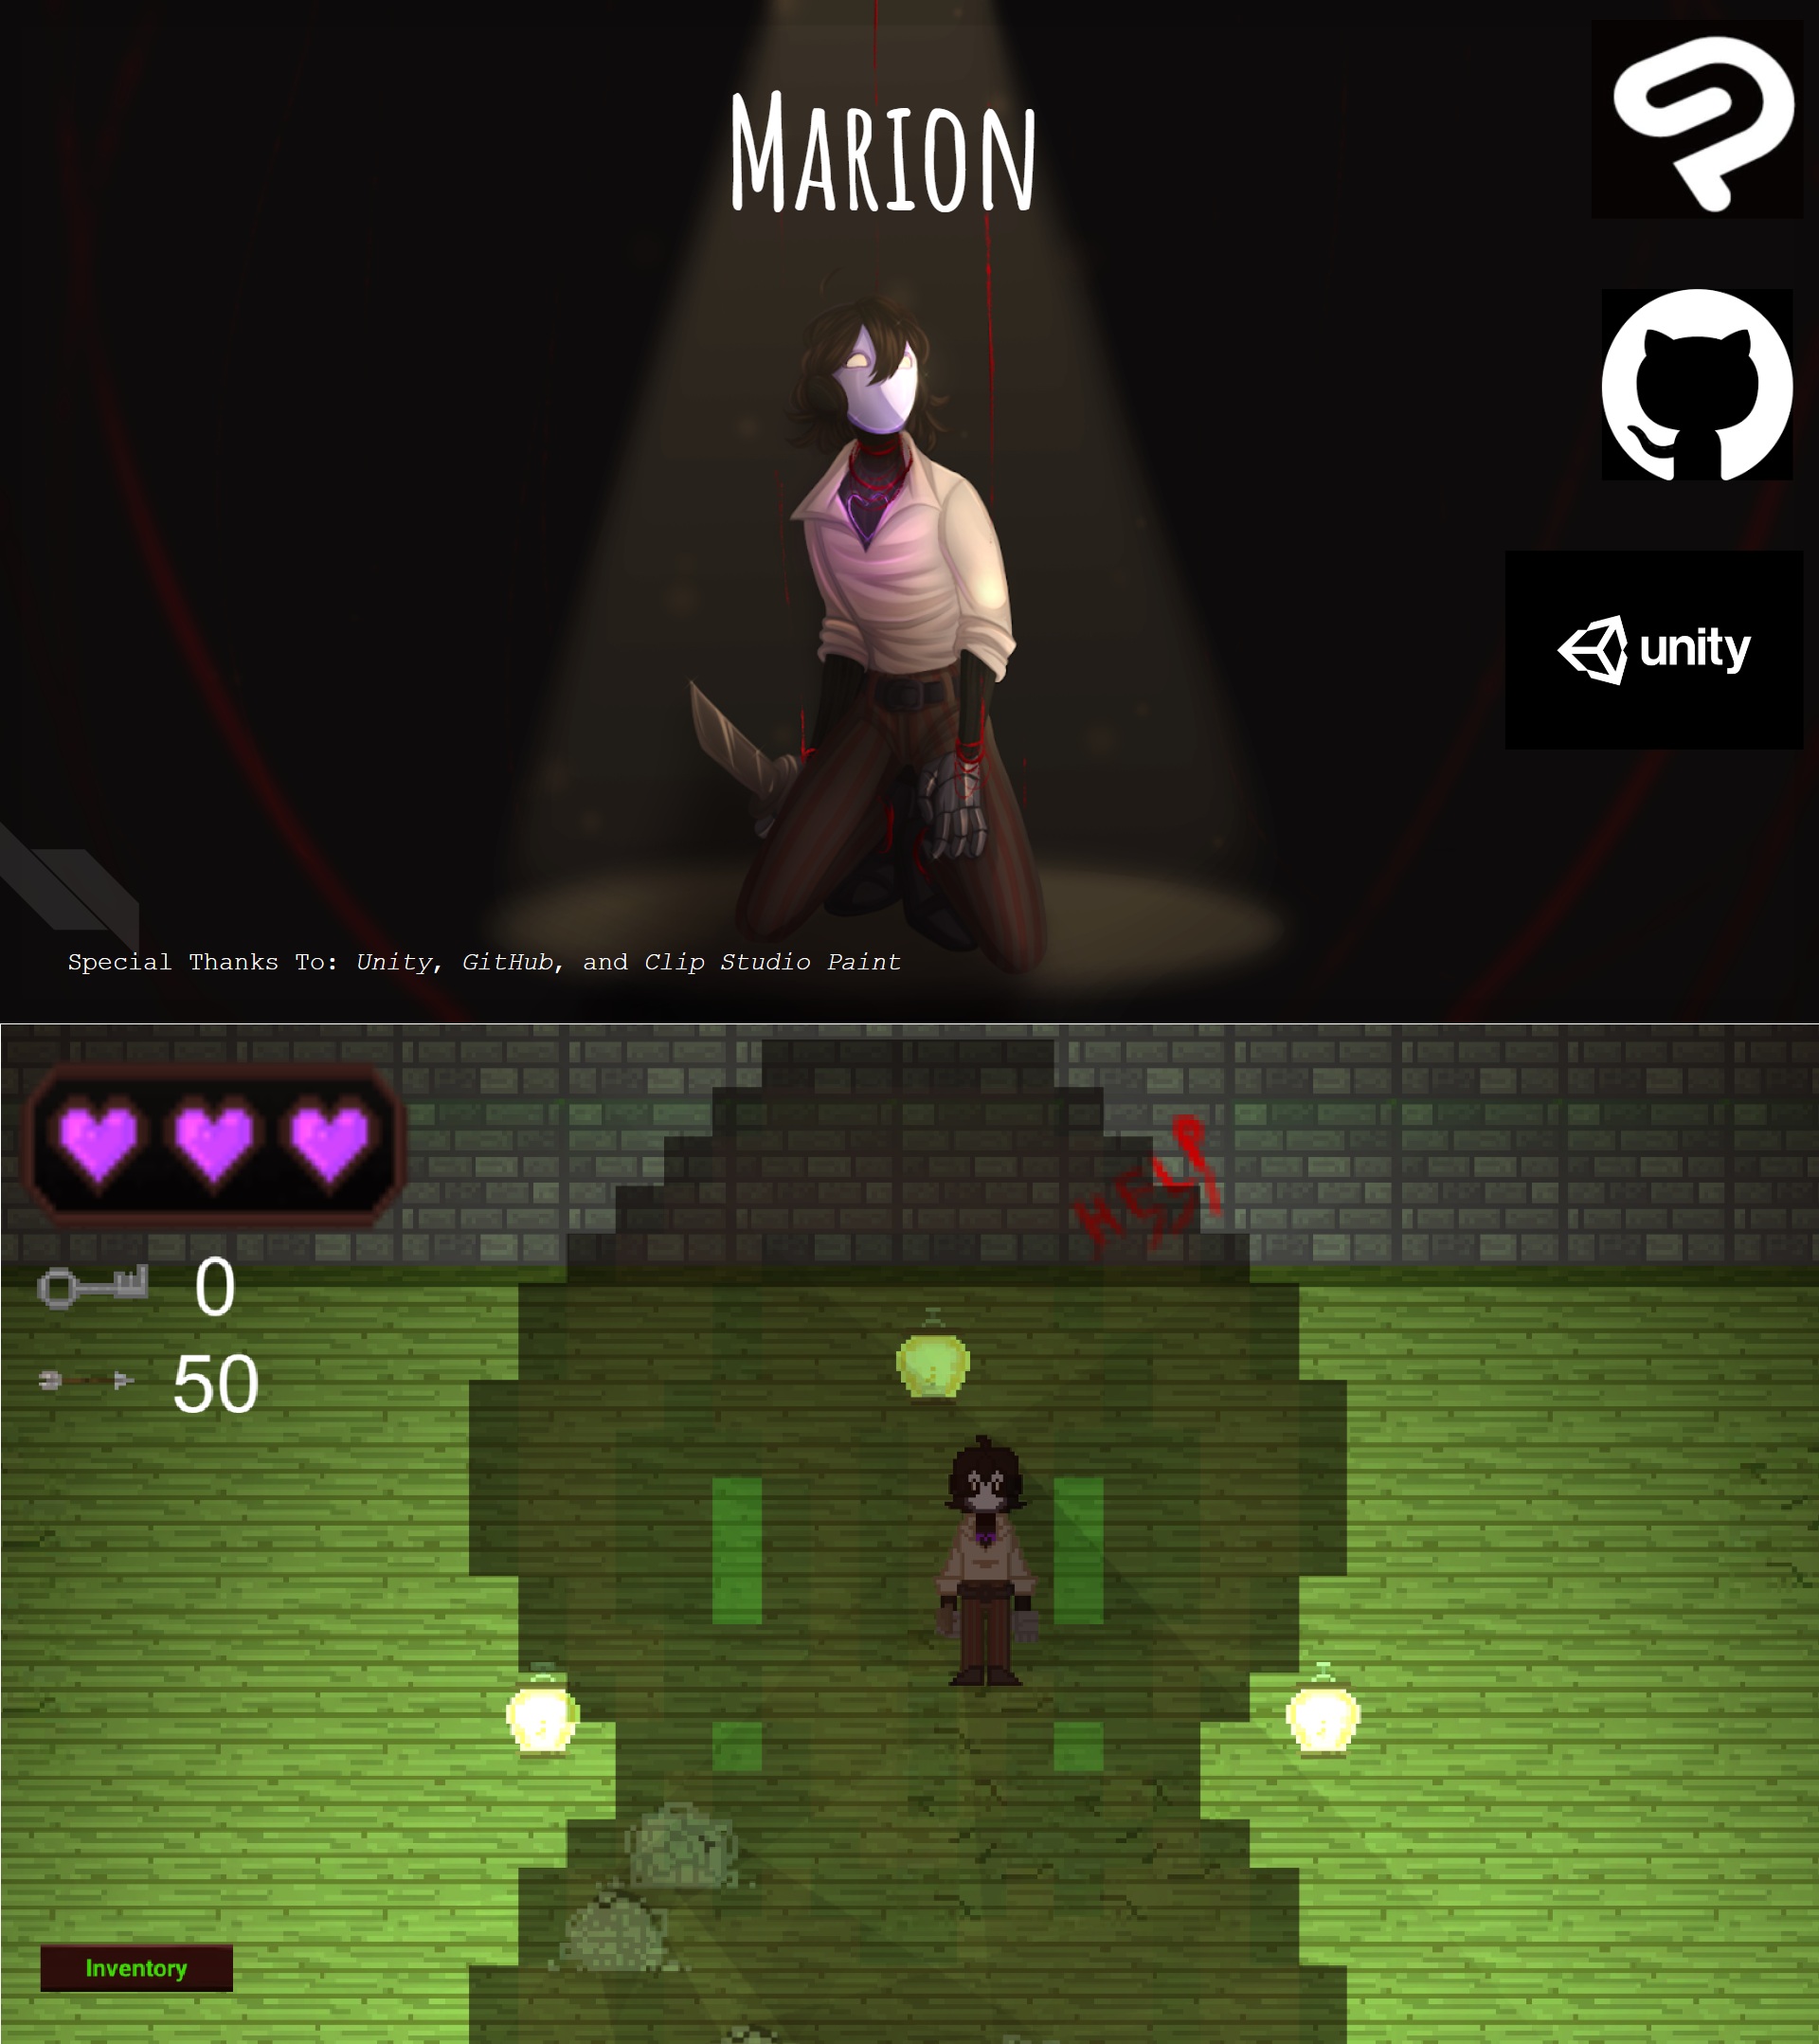 Marion
unity
Special Thanks To: Unity, GitHub, and Clip Studio Paint
HELP
0
50
Inventory